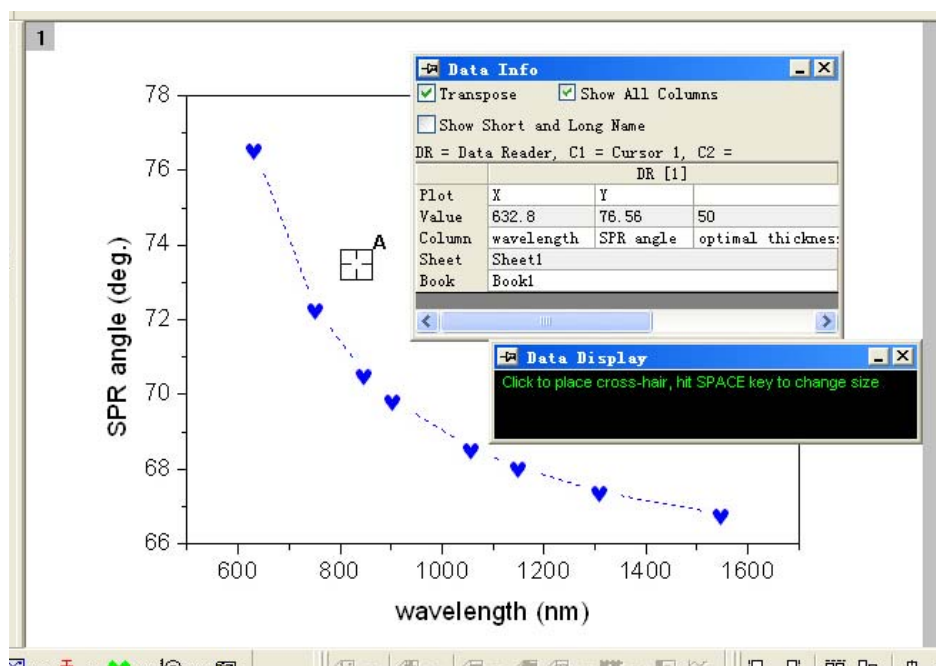 1
Data Info
Transpose Show All Columns
Show Short and Long Name
DR = Data Reader, C1 = Cursor 1, C2 =
DR [1]
Plot X Y
Value 632.8 76.56 50
Column wavelength SPR angle optimal thicknes
Sheet Sheet1
Book Book1
Data Display
Click to place cross-hair, hit SPACE key to change size
A
SPR angle (deg.)
78
76
74
72
70
68
66
600 800 1000 1200 1400 1600
wavelength (nm)